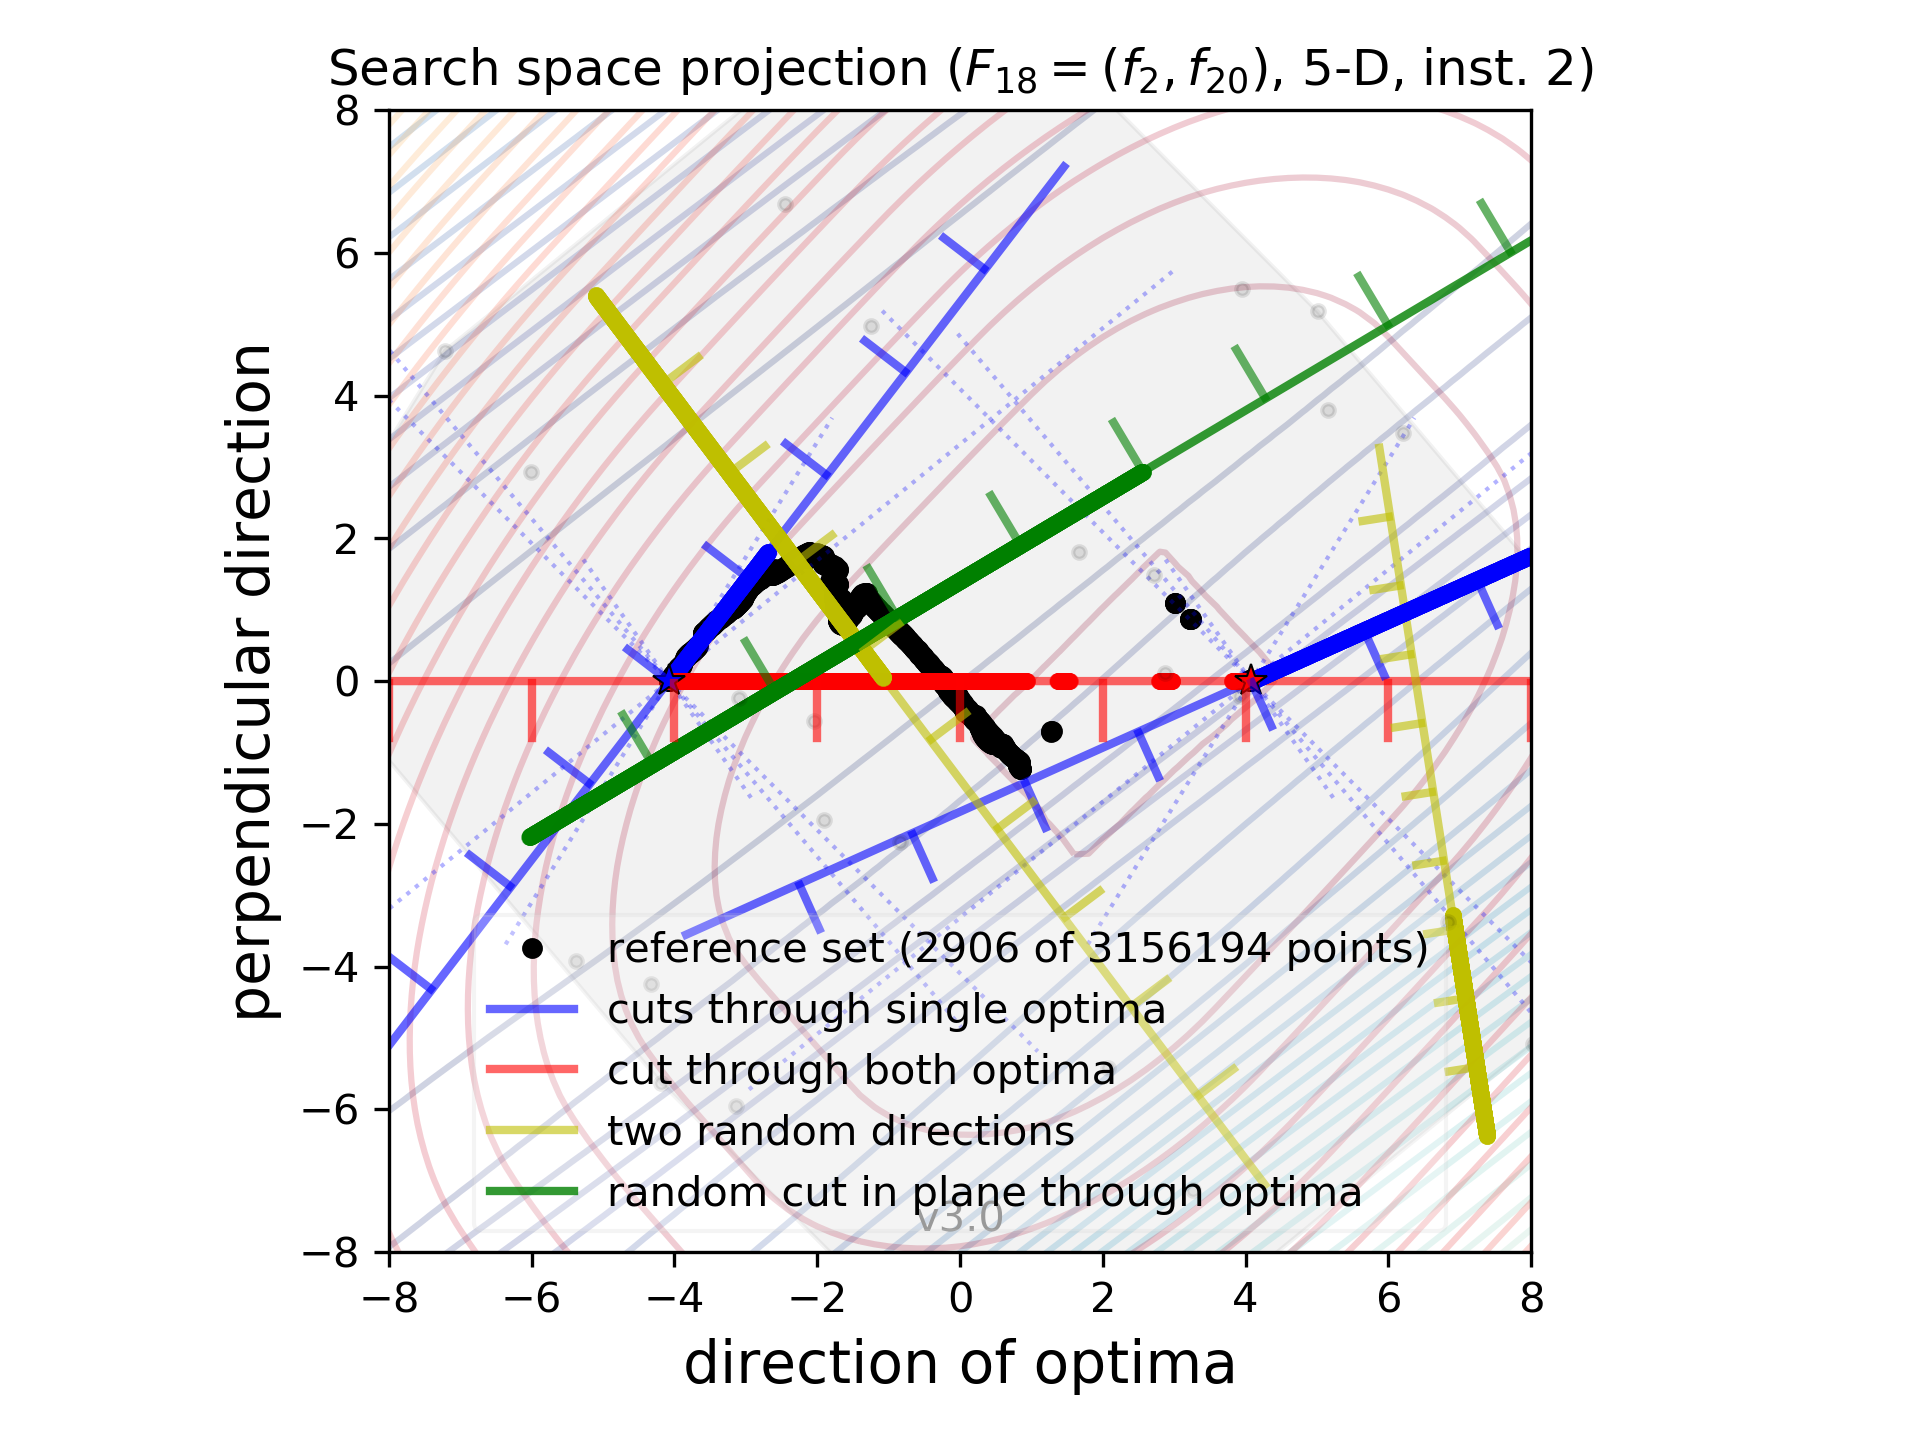 Search space projection (F18 = (f2, f20), 5-D, inst. 2)
8
6
4
2
0
−2
−4
−6
−8
perpendicular direction
reference set (2906 of 3156194 points)
cuts through single optima
cut through both optima
two random directions
random cut in plane through optima
v3.0
−8 −6 −4 −2 0 2 4 6 8
direction of optima